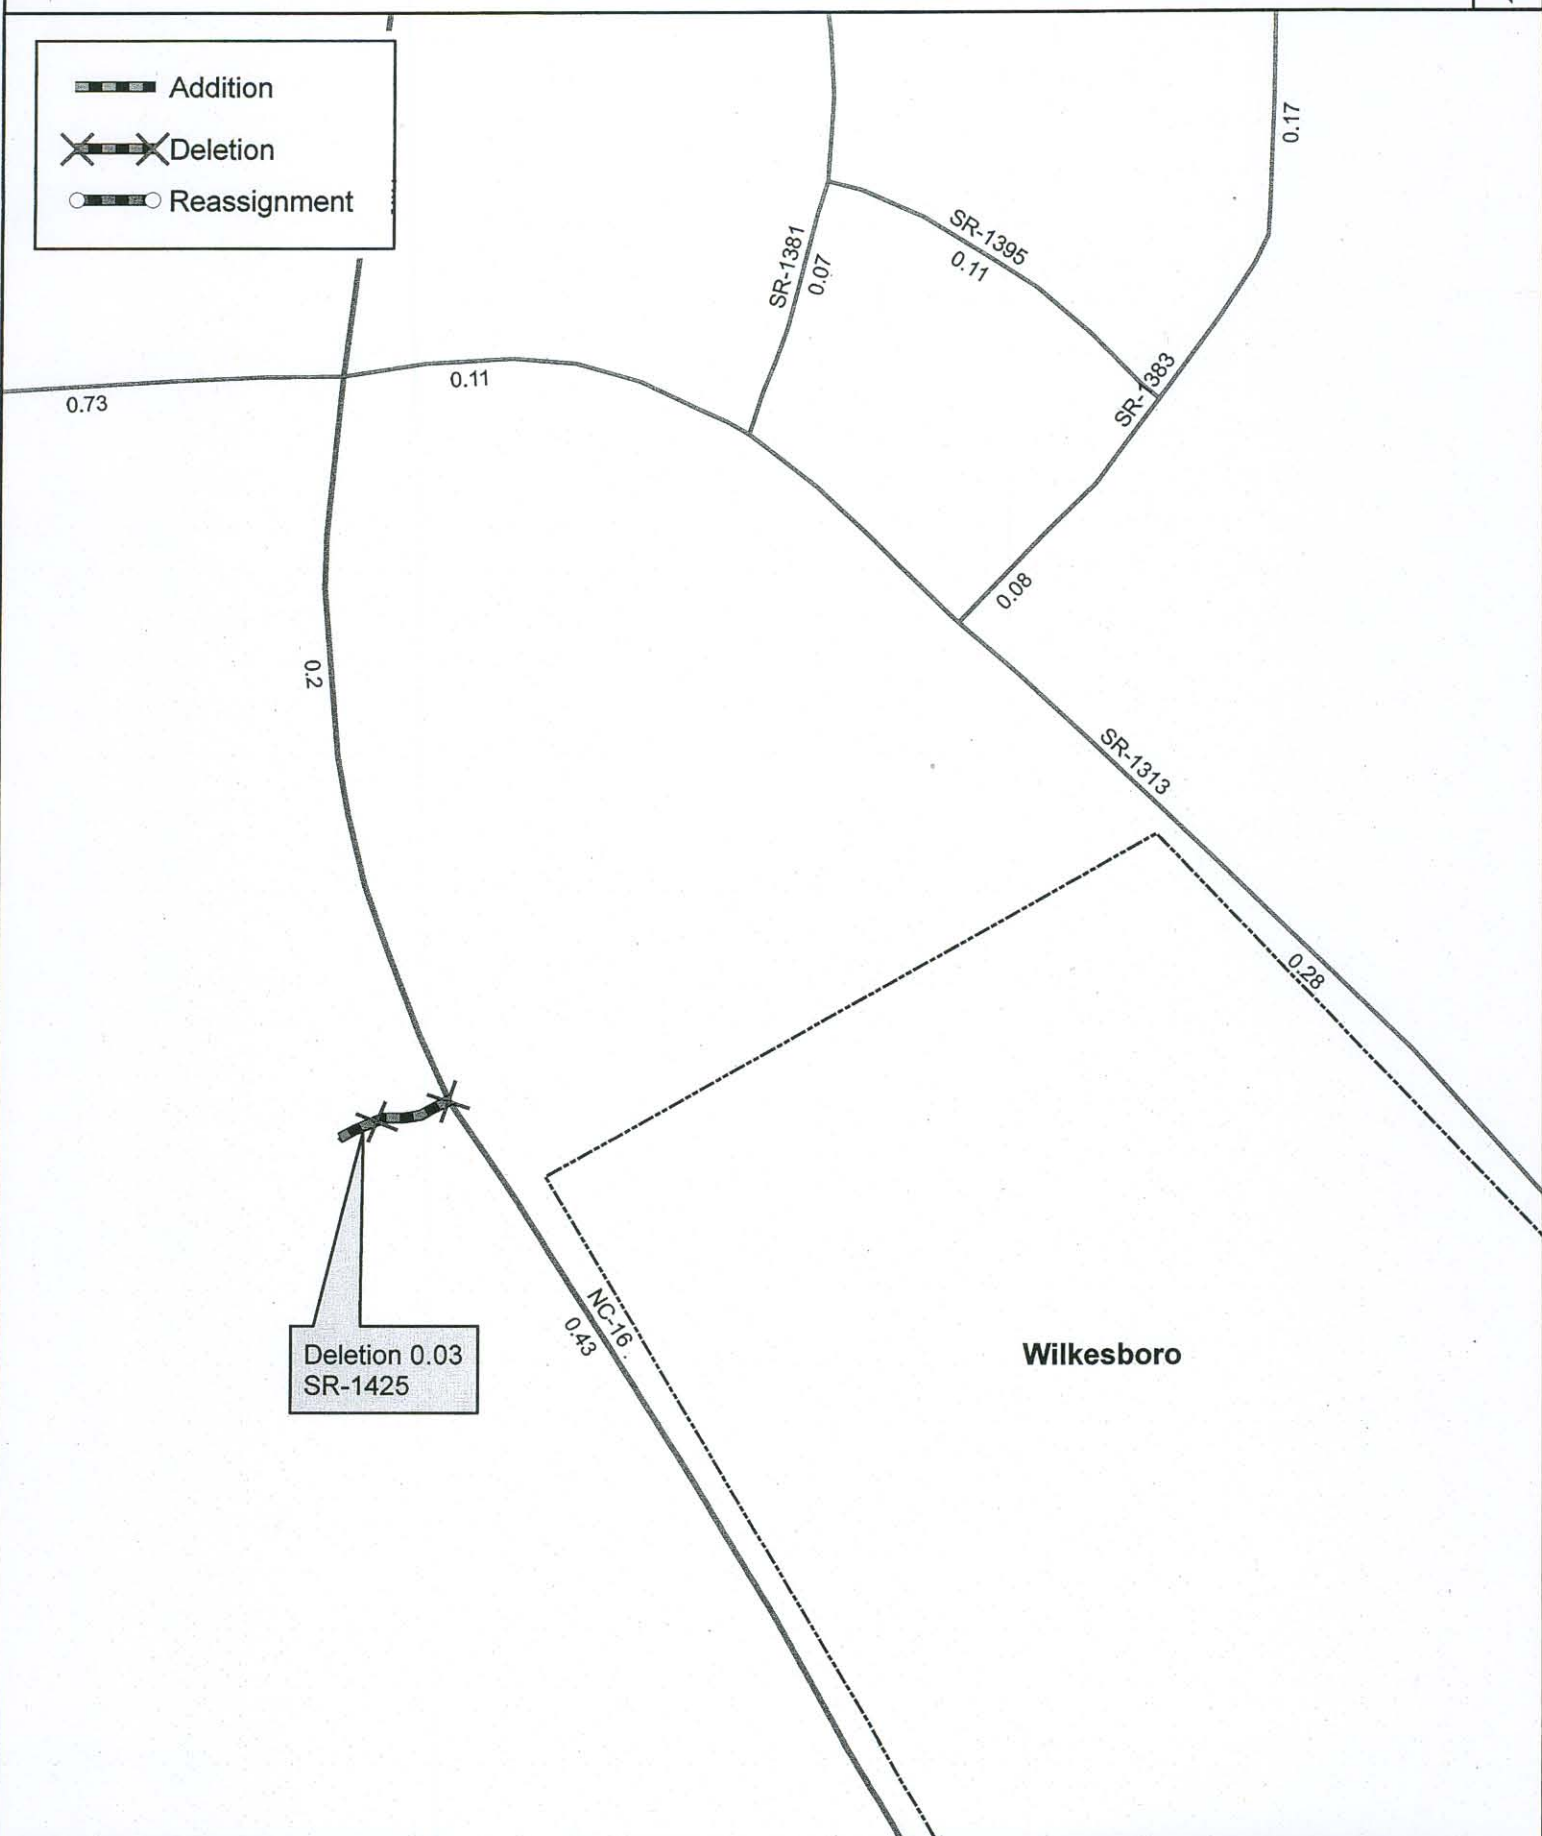 Addition
Deletion
Reassignment
0.17
SR-1381
0.07
SR-1395
0.11
SR-1383
0.11
0.73
0.08
0.2
SR-1313
0.28
NC-16
0.43
Deletion 0.03
SR-1425
Wilkesboro